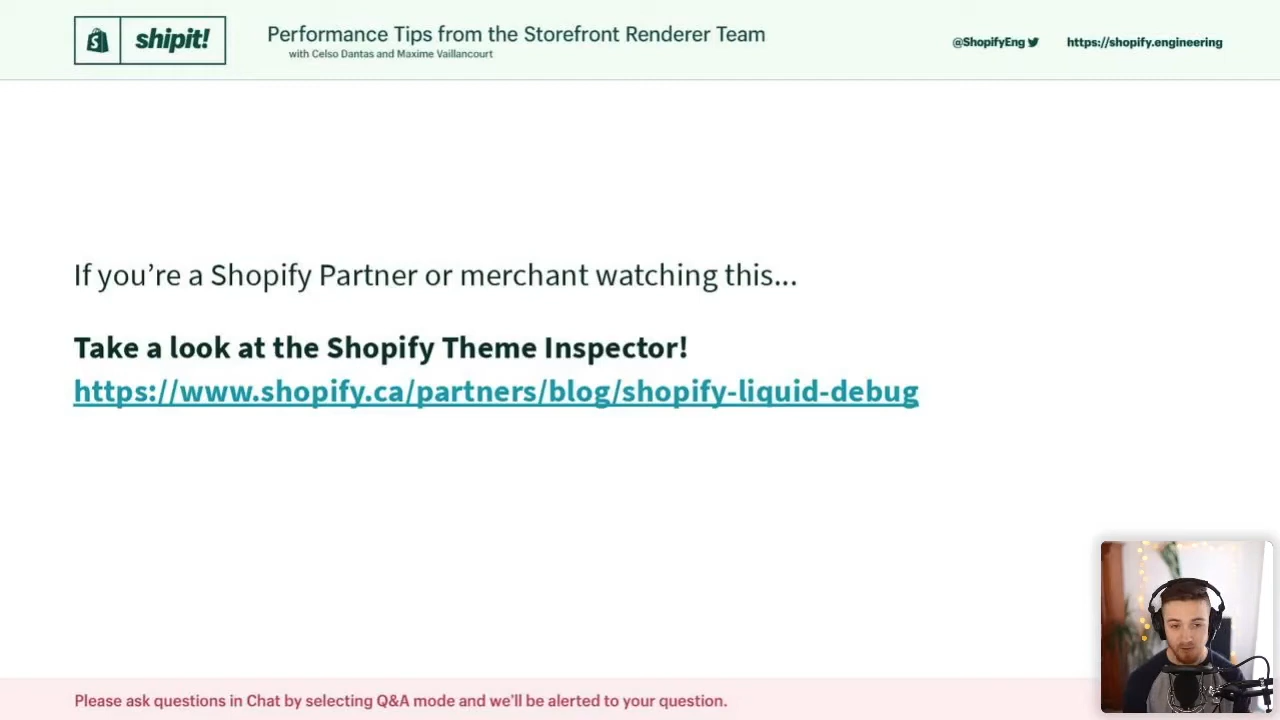 shipit!
Performance Tips from the Storefront Renderer Team
with Celso Dantas and Maxime Vaillancourt
@ShopifyEng
https://shopify.engineering
If you’re a Shopify Partner or merchant watching this...
Take a look at the Shopify Theme Inspector!
https://www.shopify.ca/partners/blog/shopify-liquid-debug
Please ask questions in Chat by selecting Q&A mode and we'll be alerted to your question.